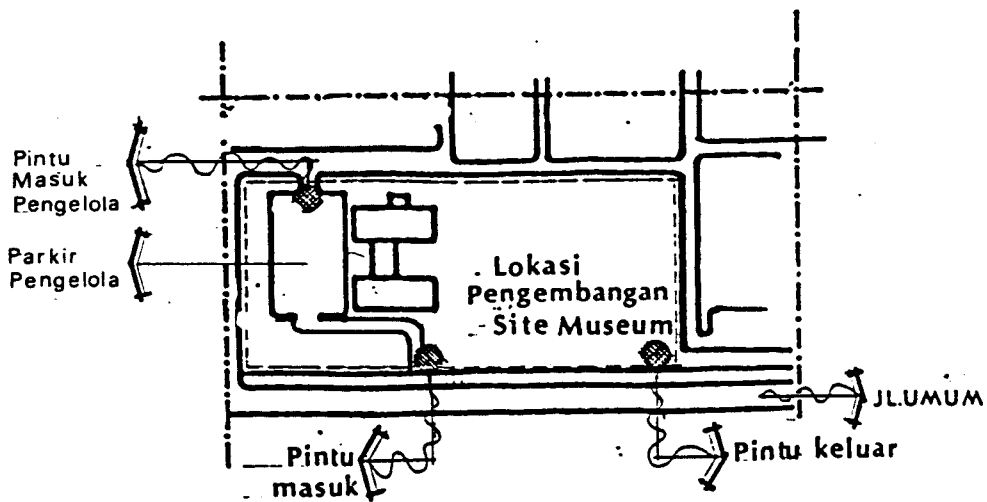 Pintu
Masuk
Pengelola
Parkir
Pengelola
Lokasi
Pengembangan
Site Museum
JL.UMUM
Pintu
masuk
Pintu keluar